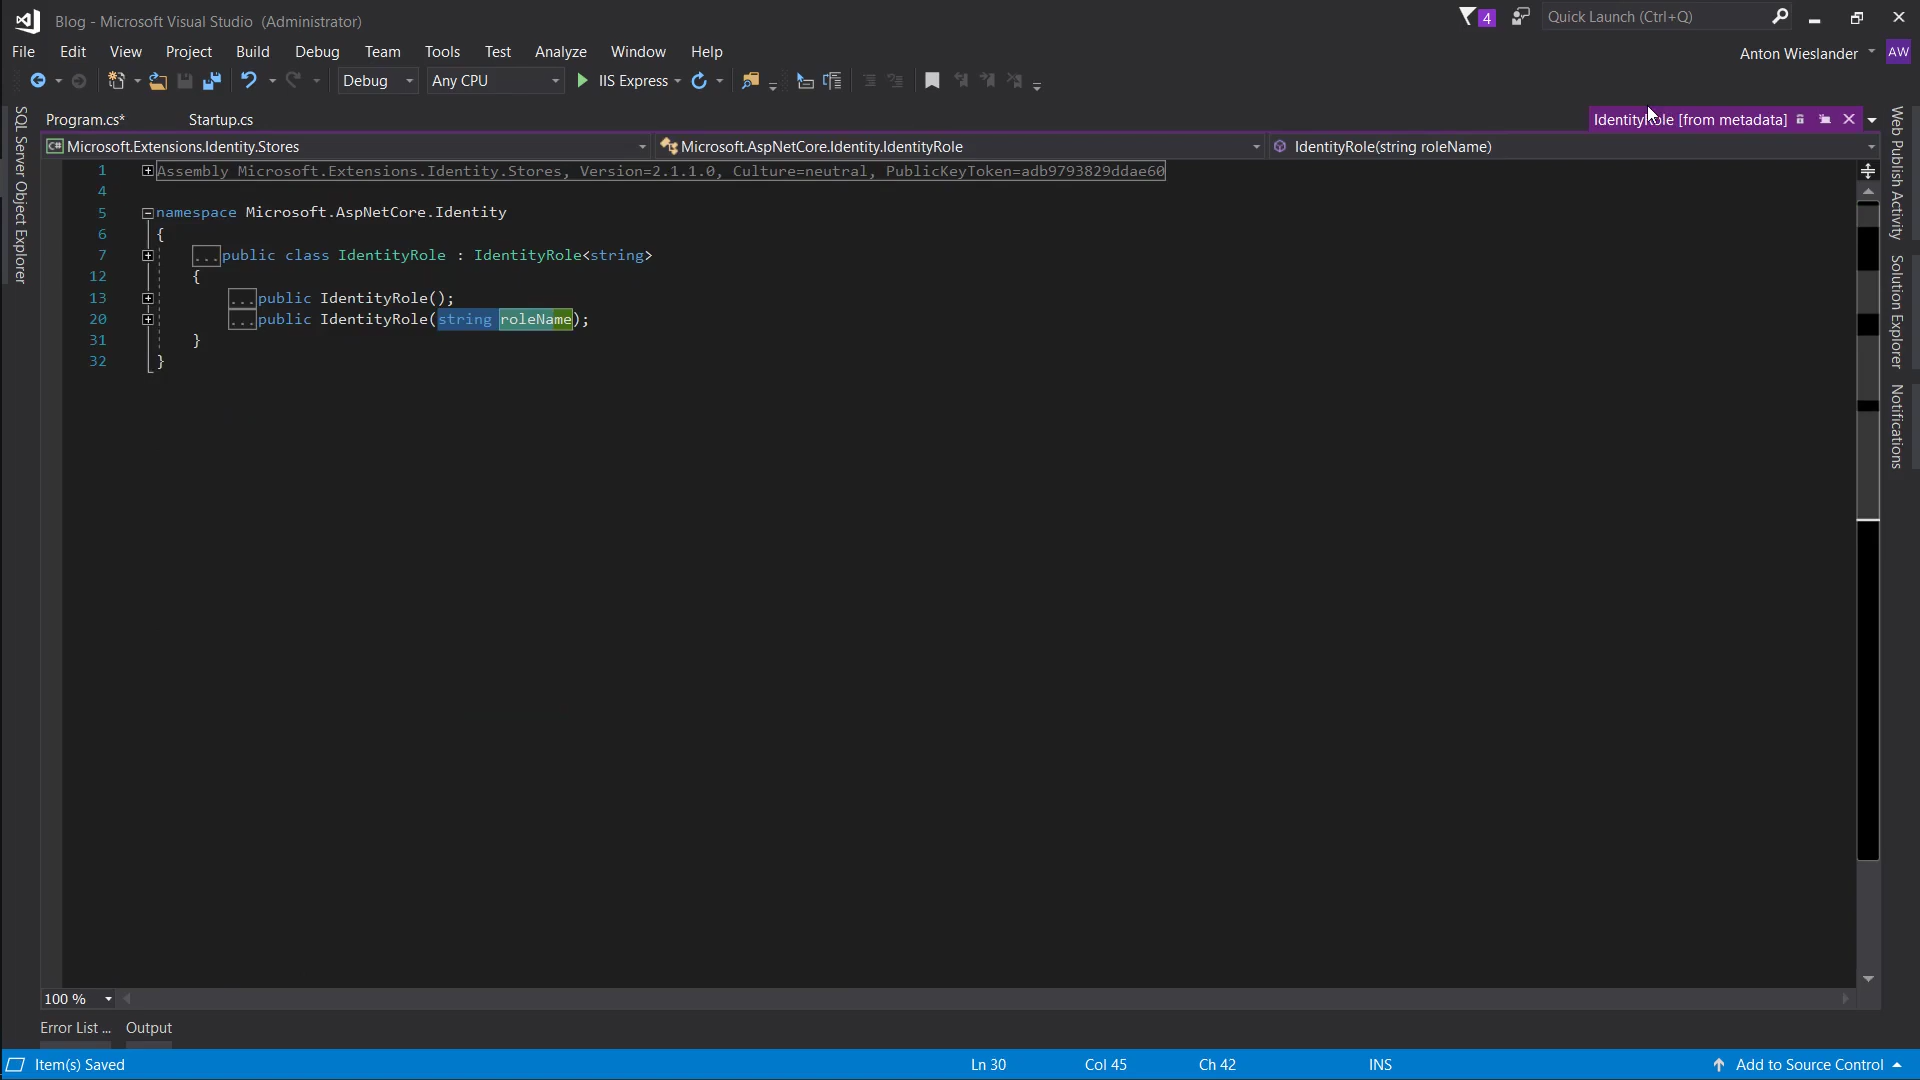 Blog - Microsoft Visual Studio (Administrator)
4
Quick Launch (Ctrl+Q)
File Edit View Project Build Debug Team Tools Test Analyze Window Help
Anton Wieslander AW
Debug Any CPU IIS Express
Program.cs* Startup.cs IdentityRole [from metadata]
C# Microsoft.Extensions.Identity.Stores Microsoft.AspNetCore.Identity.IdentityRole IdentityRole(string roleName)
1 Assembly Microsoft.Extensions.Identity.Stores, Version=2.1.1.0, Culture=neutral, PublicKeyToken=adb9793829ddae60
4
5 namespace Microsoft.AspNetCore.Identity
6 {
7 ...public class IdentityRole : IdentityRole<string>
12 {
13 ...public IdentityRole();
20 ...public IdentityRole(string roleName);
31 }
32 }
SQL Server Object Explorer
Web Publish Activity
Solution Explorer
Notifications
100 %
Error List ... Output
Item(s) Saved Ln 30 Col 45 Ch 42 INS Add to Source Control